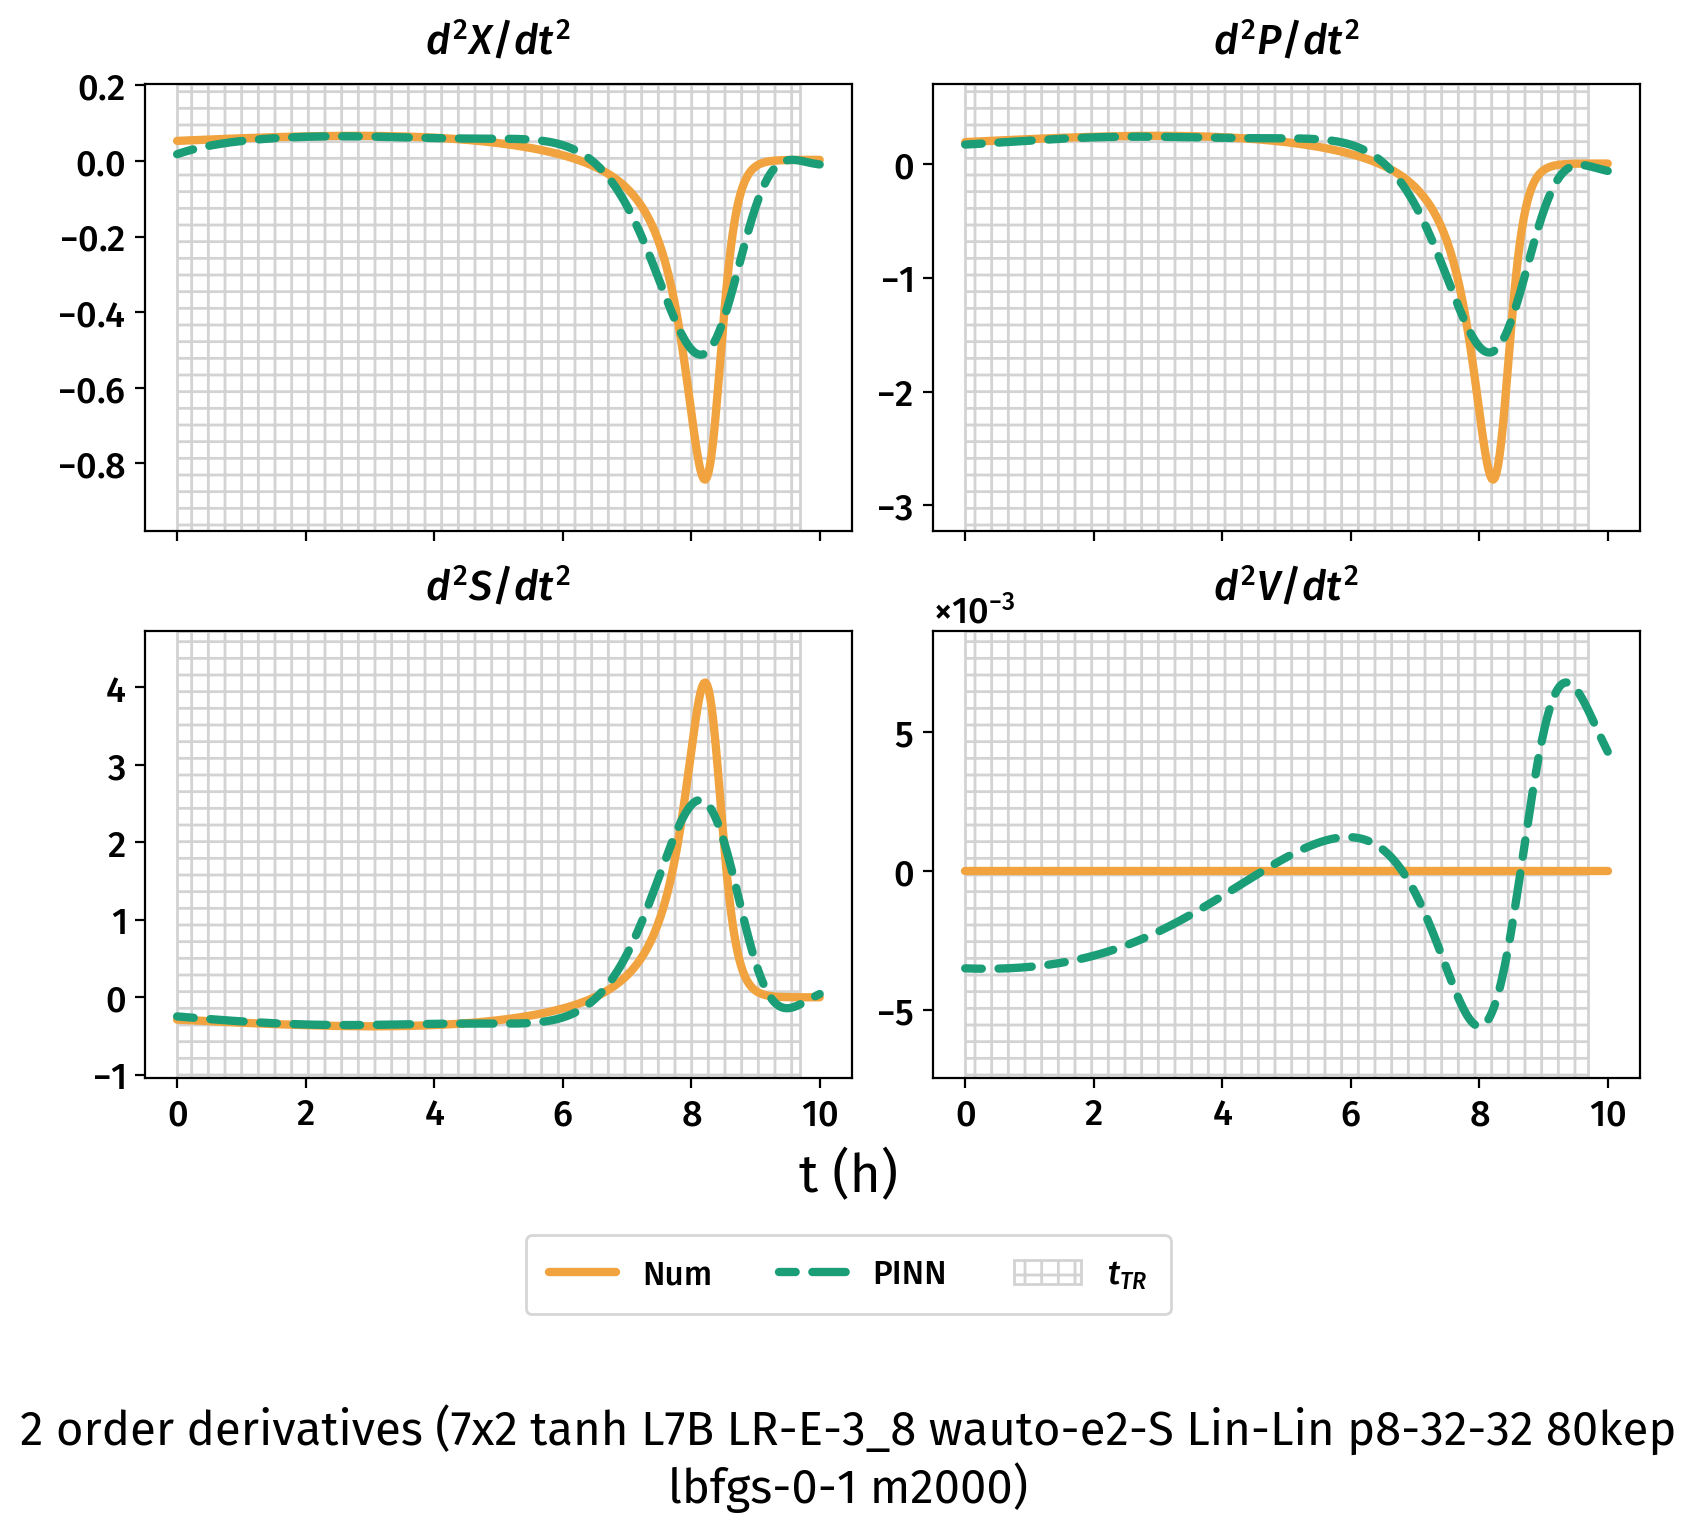 d²X/dt²
d²P/dt²
0.2
0.0
−0.2
−0.4
−0.6
−0.8
0
−1
−2
−3
d²S/dt²
d²V/dt²
×10⁻³
4
3
2
1
0
−1
5
0
−5
0 2 4 6 8 10
0 2 4 6 8 10
t (h)
Num PINN t_TR
2 order derivatives (7x2 tanh L7B LR-E-3_8 wauto-e2-S Lin-Lin p8-32-32 80kep
lbfgs-0-1 m2000)